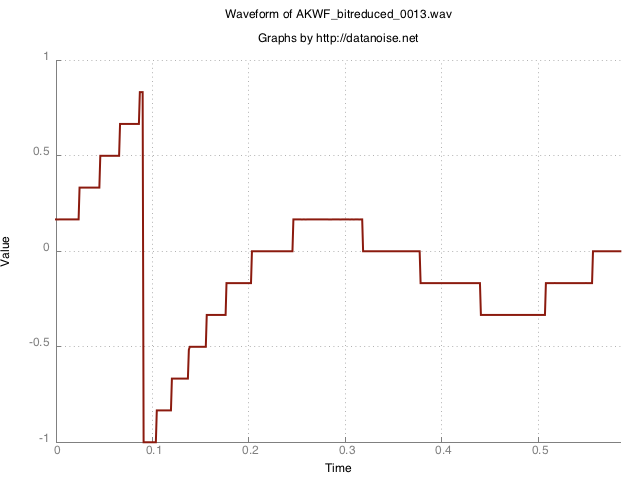 Waveform of AKWF_bitreduced_0013.wav
Graphs by http://datanoise.net
1
0.5
0
-0.5
-1
Value
0 0.1 0.2 0.3 0.4 0.5
Time